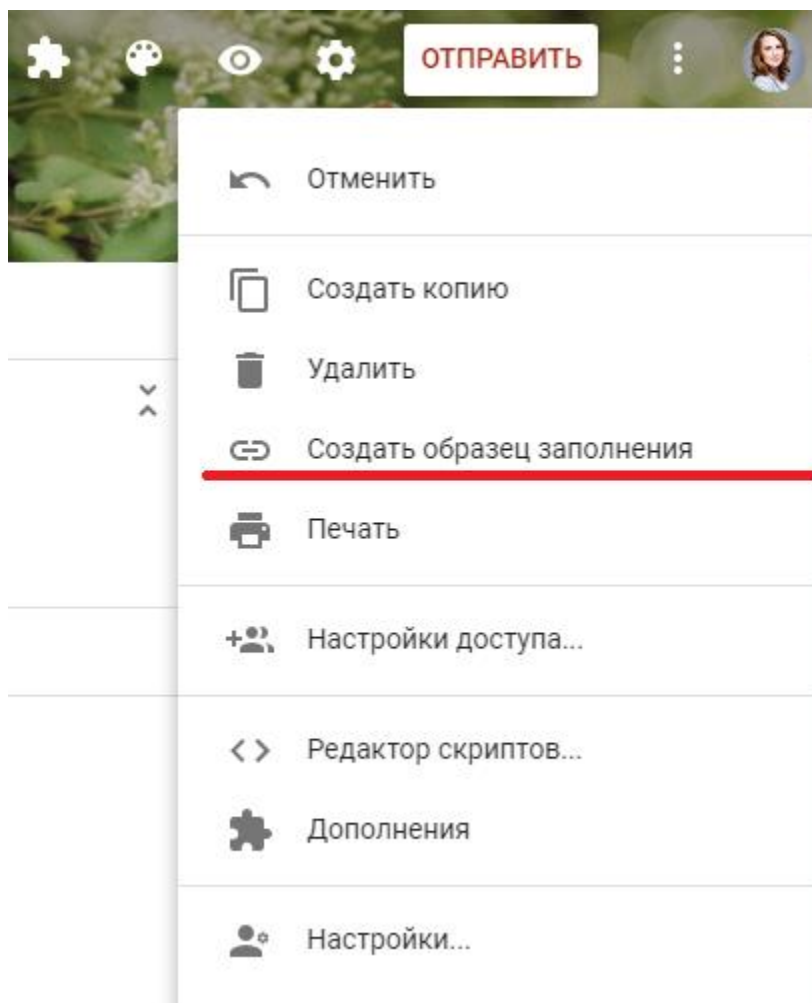 ОТПРАВИТЬ
Отменить
Создать копию
Удалить
Создать образец заполнения
Печать
Настройки доступа...
Редактор скриптов...
Дополнения
Настройки...